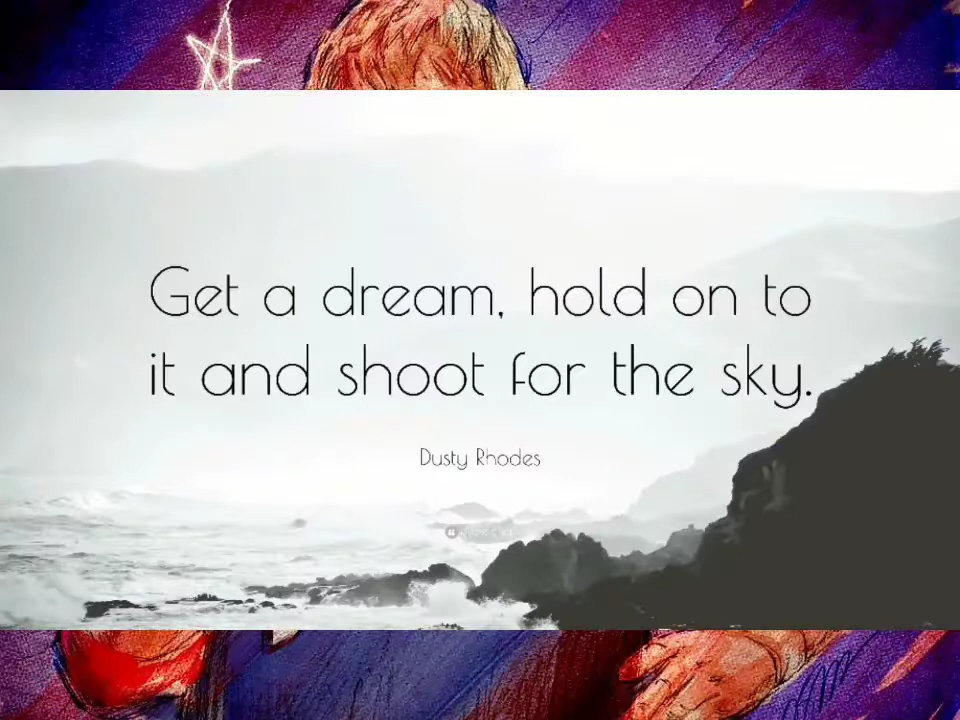 Get a dream, hold on to
it and shoot for the sky.
Dusty Rhodes